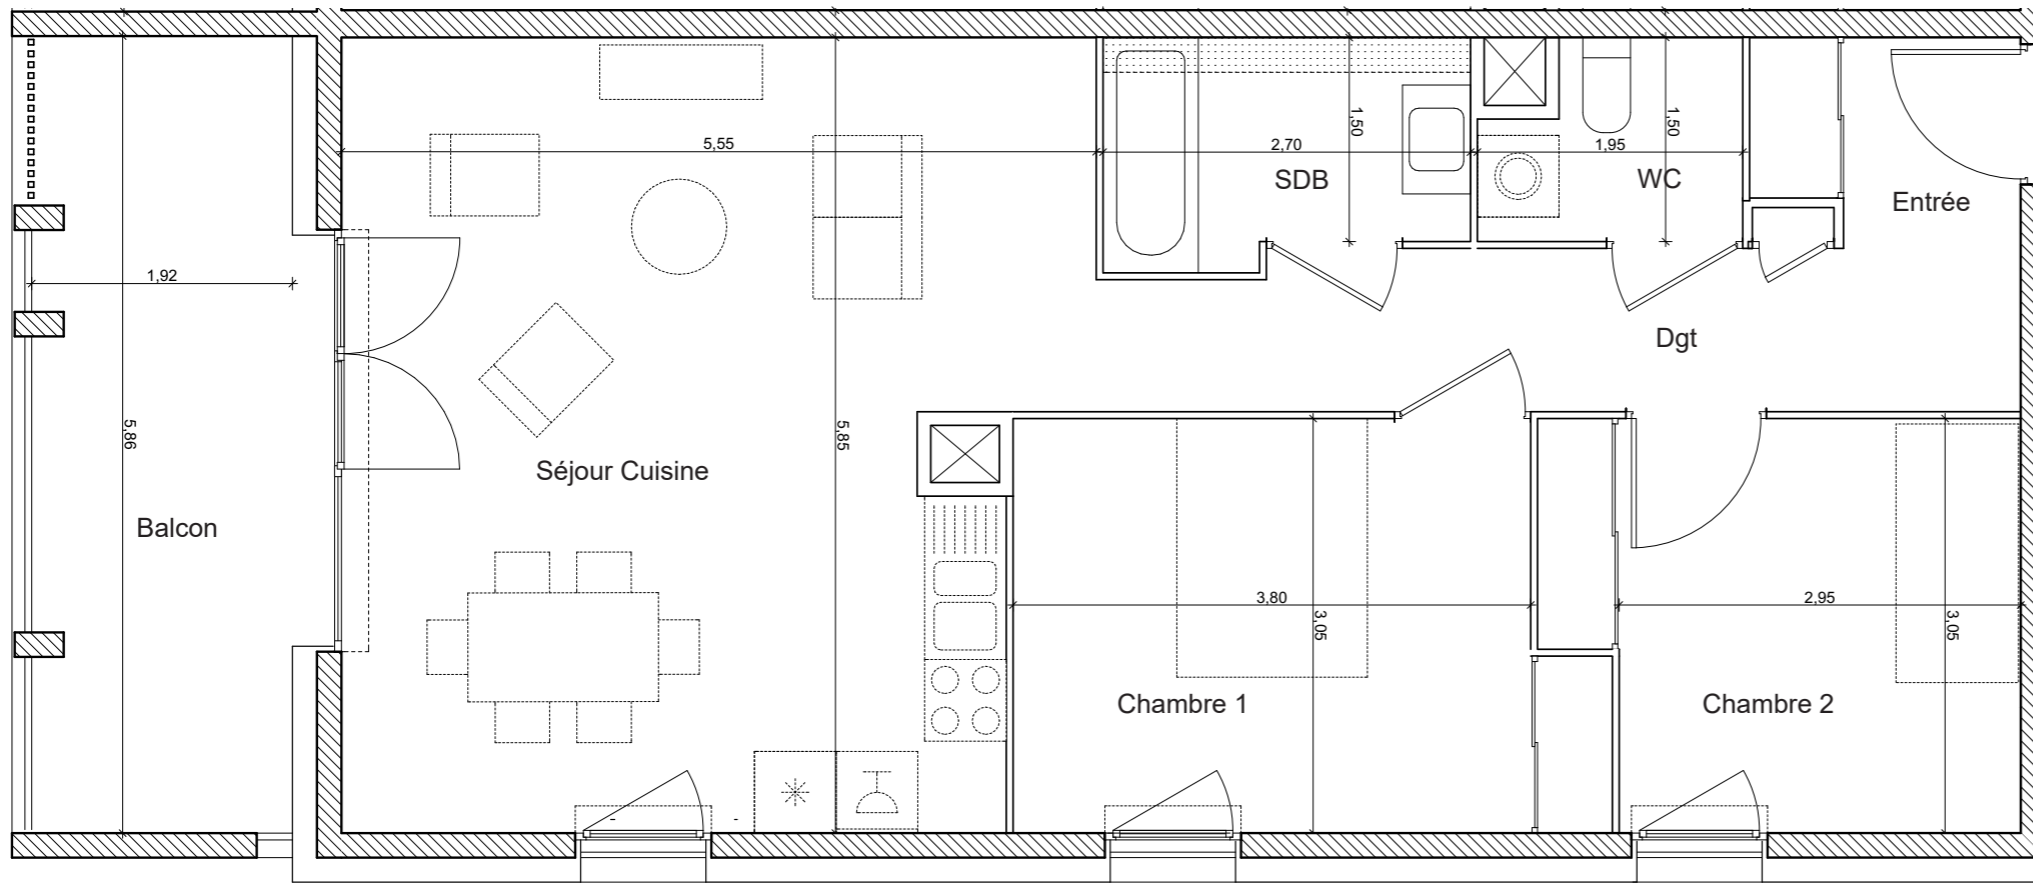 1,50
1,50
5,55
2,70
1,95
SDB
WC
Entrée
1,92
Dgt
5,86
5,85
Séjour Cuisine
Balcon
3,80
3,05
2,95
3,05
Chambre 1
Chambre 2